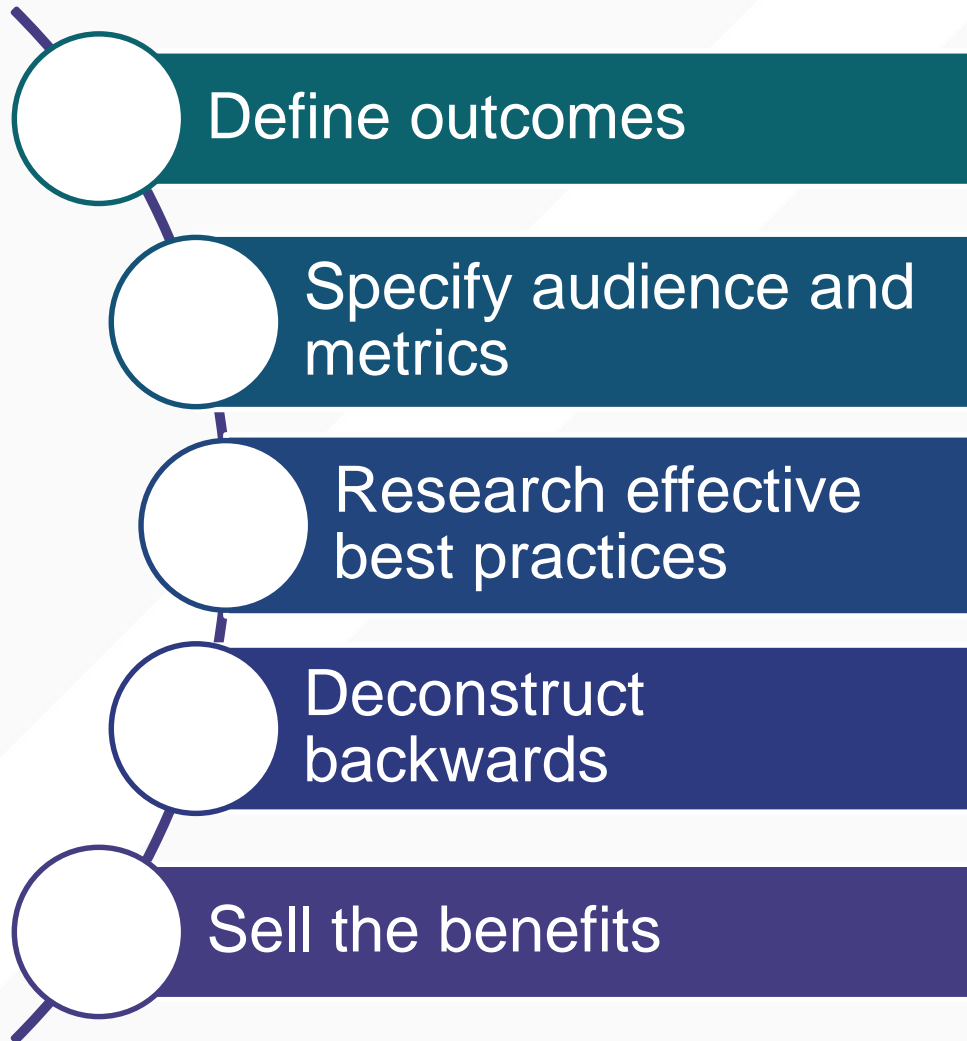 Define outcomes
Specify audience and
metrics
Research effective
best practices
Deconstruct
backwards
Sell the benefits